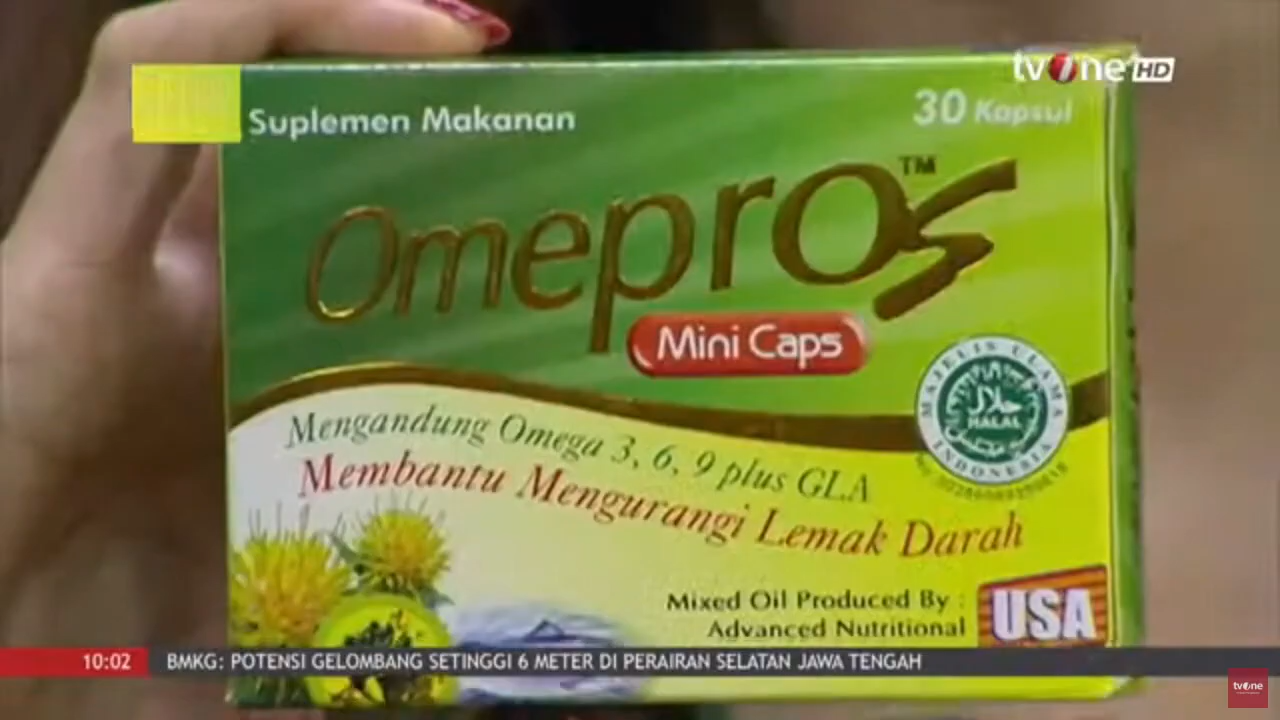 tvOne HD
Suplemen Makanan
30 Kapsul
Omepros™
Mini Caps
MAJELIS ULAMA
HALAL
INDONESIA
Mengandung Omega 3, 6, 9 plus GLA
Membantu Mengurangi Lemak Darah
Mixed Oil Produced By :
Advanced Nutritional
USA
10:02 BMKG: POTENSI GELOMBANG SETINGGI 6 METER DI PERAIRAN SELATAN JAWA TENGAH
tvOne